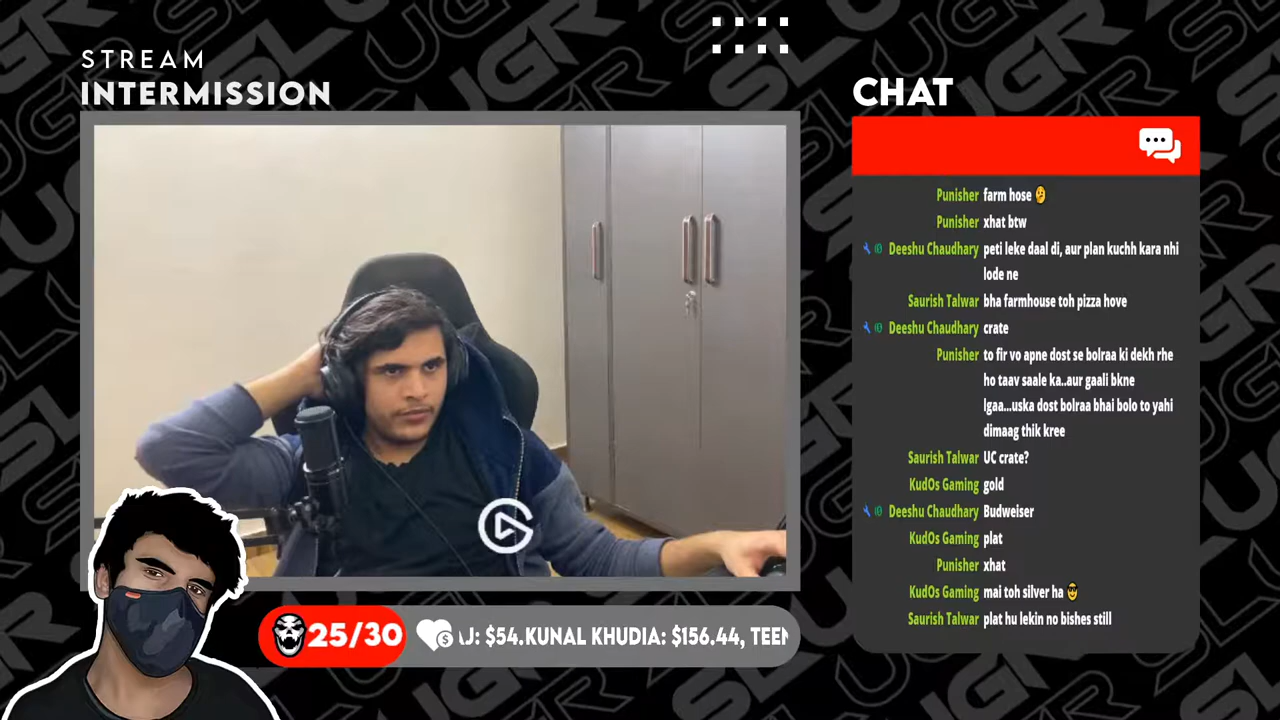 STREAM
INTERMISSION
CHAT
Punisher farm hose 🤔
Punisher xhat btw
Deeshu Chaudhary peti leke daal di, aur plan kuchh kara nhi
lode ne
Saurish Talwar bha farmhouse toh pizza hove
Deeshu Chaudhary crate
Punisher to fir vo apne dost se bolraa ki dekh rhe
ho taav saale ka..aur gaali bkne
lgaa...uska dost bolraa bhai bolo to yahi
dimaag thik kree
Saurish Talwar UC crate?
KudOs Gaming gold
Deeshu Chaudhary Budweiser
KudOs Gaming plat
Punisher xhat
KudOs Gaming mai toh silver ha 😎
Saurish Talwar plat hu lekin no bishes still
25/30
AJ: $54.KUNAL KHUDIA: $156.44, TEEN